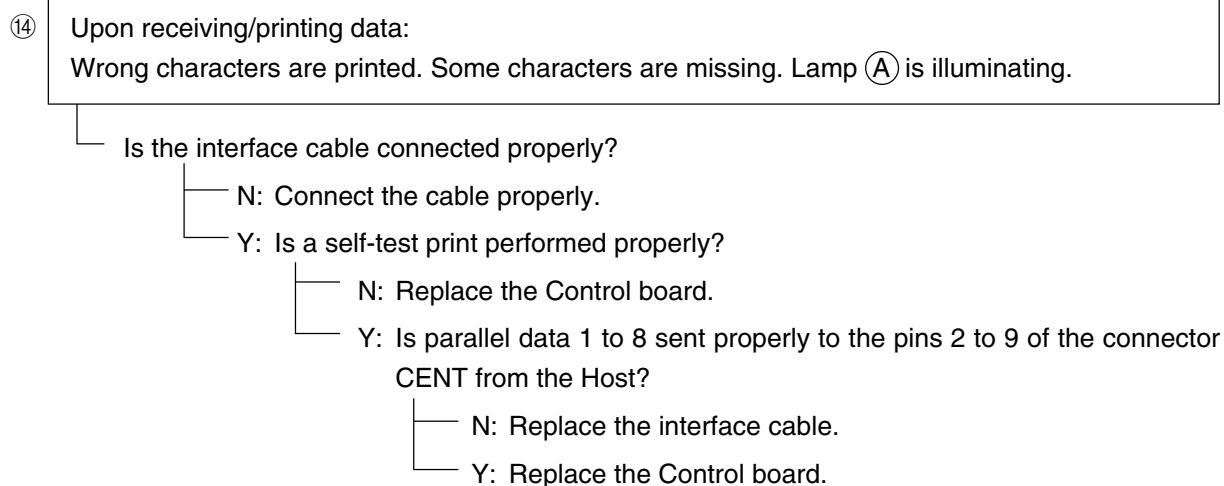 ⑭ Upon receiving/printing data:
Wrong characters are printed. Some characters are missing. Lamp Ⓐ is illuminating.
Is the interface cable connected properly?
N: Connect the cable properly.
Y: Is a self-test print performed properly?
N: Replace the Control board.
Y: Is parallel data 1 to 8 sent properly to the pins 2 to 9 of the connector
CENT from the Host?
N: Replace the interface cable.
Y: Replace the Control board.